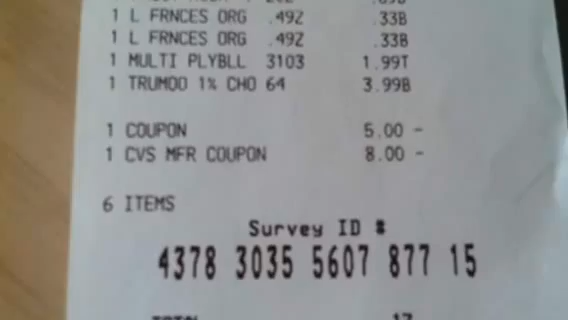 1 L FRNCES ORG .49Z .33B
1 L FRNCES ORG .49Z .33B
1 MULTI PLYBLL 3103 1.99T
1 TRUMOO 1% CHO 64 3.99B
1 COUPON 5.00 -
1 CVS MFR COUPON 8.00 -
6 ITEMS
Survey ID #
4378 3035 5607 877 15